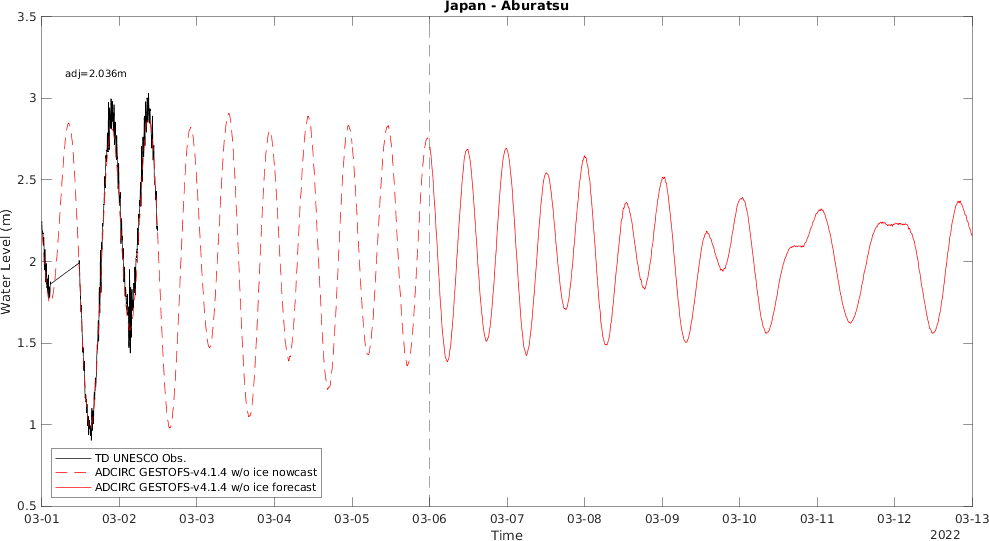 Japan - Aburatsu
3.5
adj=2.036m
3
2.5
2
Water Level (m)
1.5
1
TD UNESCO Obs.
ADCIRC GESTOFS-v4.1.4 w/o ice nowcast
ADCIRC GESTOFS-v4.1.4 w/o ice forecast
0.5
03-01 03-02 03-03 03-04 03-05 03-06 03-07 03-08 03-09 03-10 03-11 03-12 03-13
Time
2022